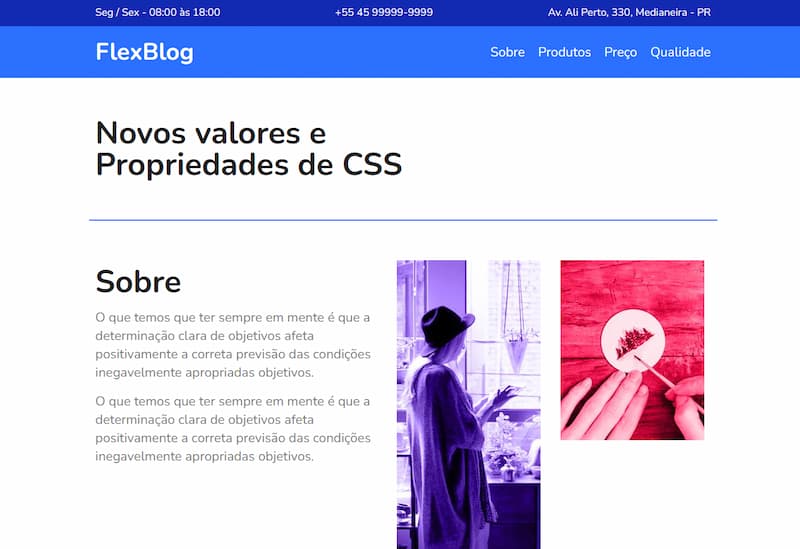 Seg / Sex - 08:00 às 18:00
+55 45 99999-9999
Av. Ali Perto, 330, Medianeira - PR
FlexBlog
Sobre
Produtos
Preço
Qualidade
Novos valores e
Propriedades de CSS
Sobre
O que temos que ter sempre em mente é que a
determinação clara de objetivos afeta
positivamente a correta previsão das condições
inegavelmente apropriadas objetivos.
O que temos que ter sempre em mente é que a
determinação clara de objetivos afeta
positivamente a correta previsão das condições
inegavelmente apropriadas objetivos.